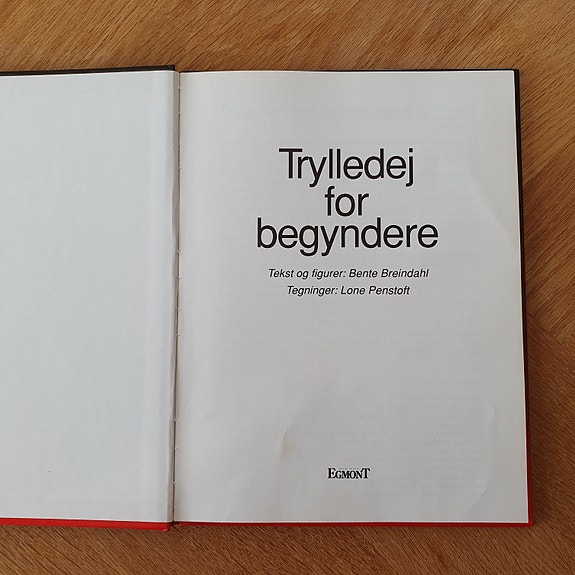 Trylledej
for
begyndere
Tekst og figurer: Bente Breindahl
Tegninger: Lone Penstoft
EGMONT